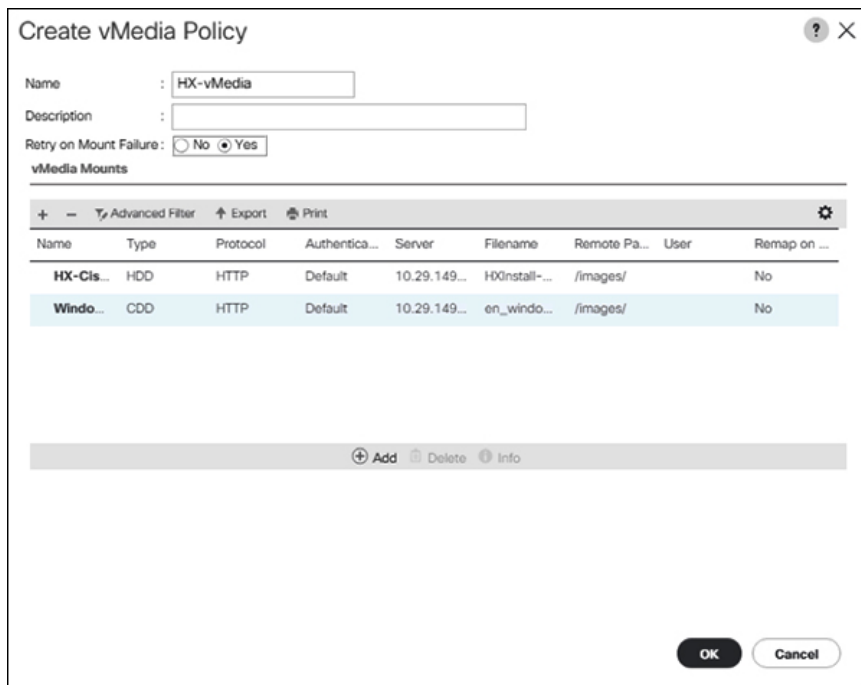 Create vMedia Policy ?
Name : HX-vMedia
Description :
Retry on Mount Failure : No Yes
vMedia Mounts
+ − Advanced Filter Export Print
Name Type Protocol Authentica... Server Filename Remote Pa... User Remap on ...
HX-Cis... HDD HTTP Default 10.29.149... HXInstall-... /images/ No
Windo... CDD HTTP Default 10.29.149... en_windo... /images/ No
Add Delete Info
OK Cancel